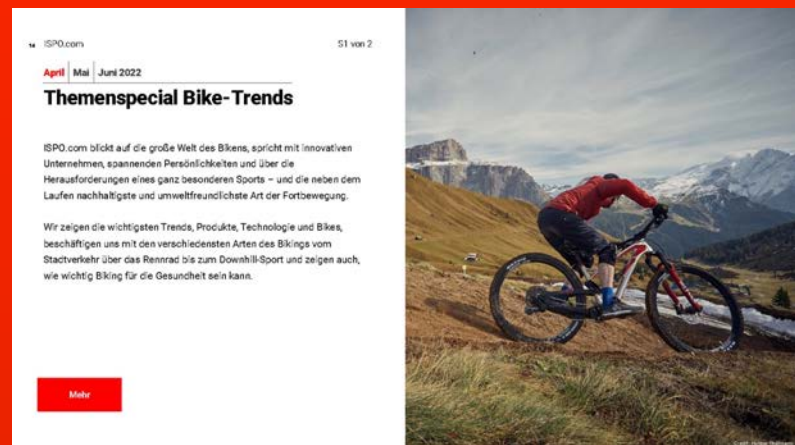 14 ISPO.com S1 von 2
April Mai Juni 2022
Themenspecial Bike-Trends
ISPO.com blickt auf die große Welt des Bikens, spricht mit innovativen
Unternehmen, spannenden Persönlichkeiten und über die
Herausforderungen eines ganz besonderen Sports – und die neben dem
Laufen nachhaltigste und umweltfreundlichste Art der Fortbewegung.
Wir zeigen die wichtigsten Trends, Produkte, Technologie und Bikes,
beschäftigen uns mit den verschiedensten Arten des Bikings vom
Stadtverkehr über das Rennrad bis zum Downhill-Sport und zeigen auch,
wie wichtig Biking für die Gesundheit sein kann.
Mehr